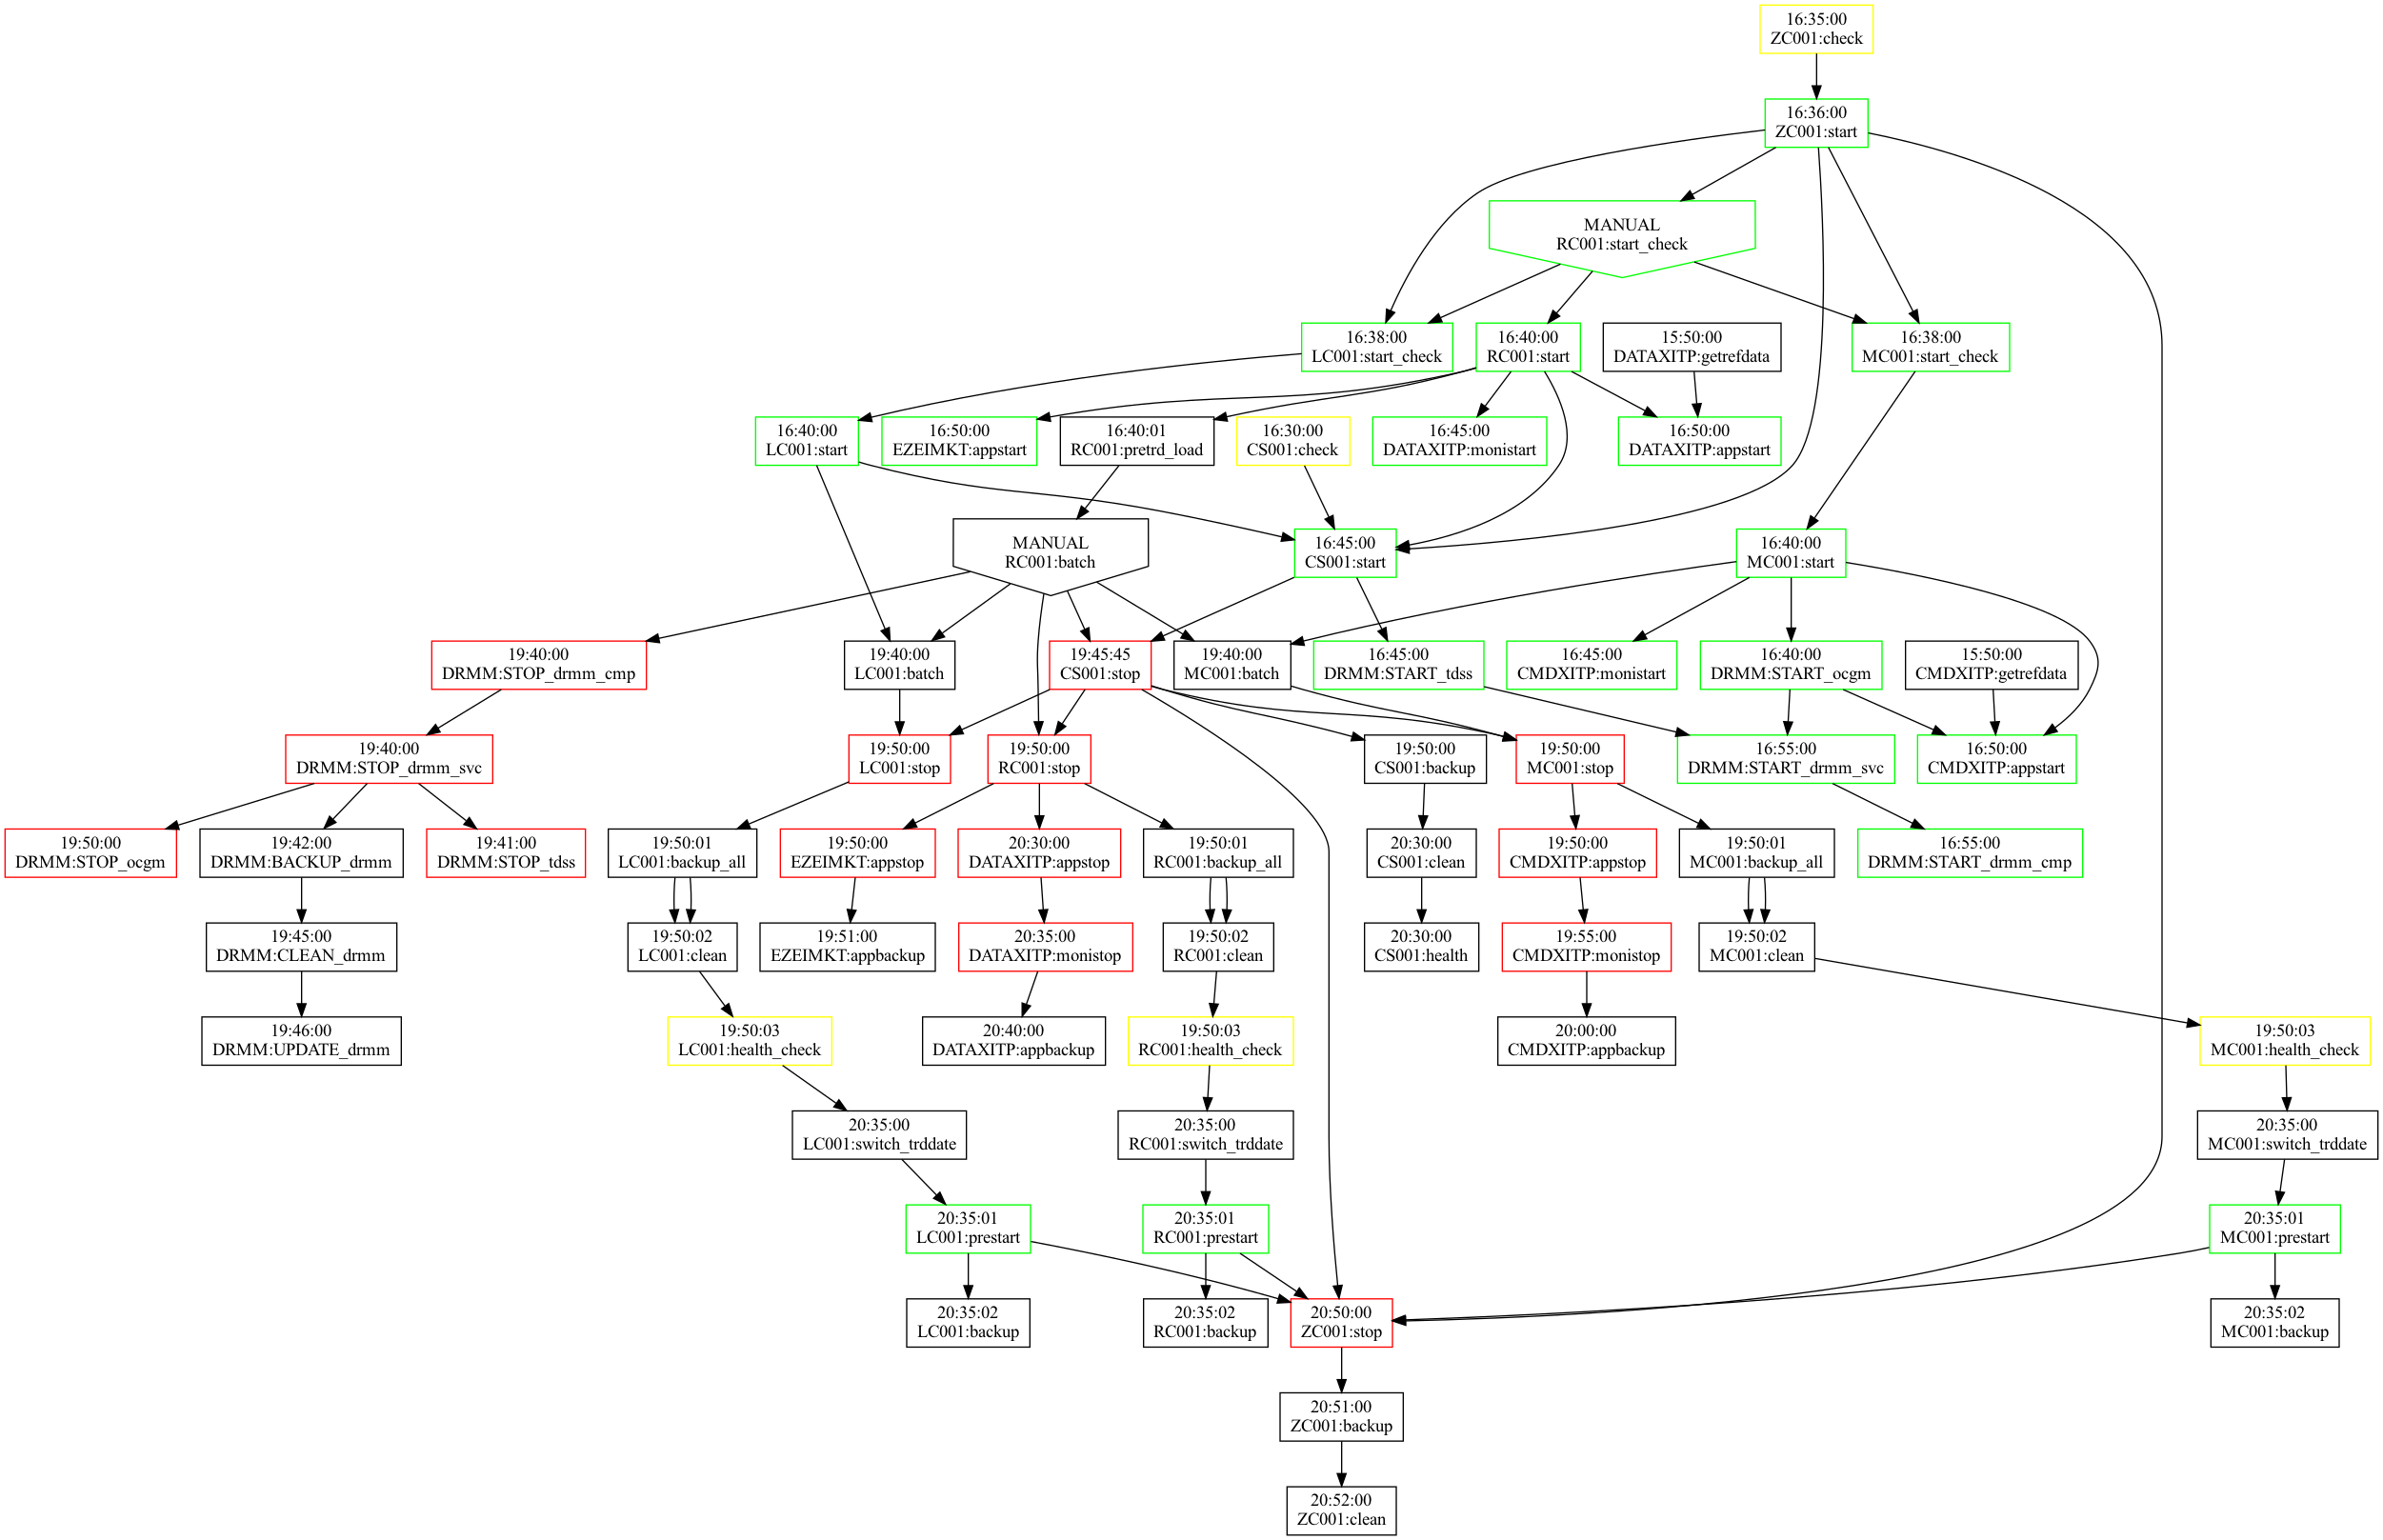 16:35:00
ZC001:check
16:36:00
ZC001:start
MANUAL
RC001:start_check
16:38:00
LC001:start_check
16:40:00
RC001:start
15:50:00
DATAXITP:getrefdata
16:38:00
MC001:start_check
16:40:00
LC001:start
16:50:00
EZEIMKT:appstart
16:40:01
RC001:pretrd_load
16:30:00
CS001:check
16:45:00
DATAXITP:monistart
16:50:00
DATAXITP:appstart
MANUAL
RC001:batch
16:45:00
CS001:start
16:40:00
MC001:start
19:40:00
DRMM:STOP_drmm_cmp
19:40:00
LC001:batch
19:45:45
CS001:stop
19:40:00
MC001:batch
16:45:00
DRMM:START_tdss
16:45:00
CMDXITP:monistart
16:40:00
DRMM:START_ocgm
15:50:00
CMDXITP:getrefdata
19:40:00
DRMM:STOP_drmm_svc
19:50:00
LC001:stop
19:50:00
RC001:stop
19:50:00
CS001:backup
19:50:00
MC001:stop
16:55:00
DRMM:START_drmm_svc
16:50:00
CMDXITP:appstart
19:50:00
DRMM:STOP_ocgm
19:42:00
DRMM:BACKUP_drmm
19:41:00
DRMM:STOP_tdss
19:50:01
LC001:backup_all
19:50:00
EZEIMKT:appstop
20:30:00
DATAXITP:appstop
19:50:01
RC001:backup_all
20:30:00
CS001:clean
19:50:00
CMDXITP:appstop
19:50:01
MC001:backup_all
16:55:00
DRMM:START_drmm_cmp
19:45:00
DRMM:CLEAN_drmm
19:50:02
LC001:clean
19:51:00
EZEIMKT:appbackup
20:35:00
DATAXITP:monistop
19:50:02
RC001:clean
20:30:00
CS001:health
19:55:00
CMDXITP:monistop
19:50:02
MC001:clean
19:46:00
DRMM:UPDATE_drmm
19:50:03
LC001:health_check
20:40:00
DATAXITP:appbackup
19:50:03
RC001:health_check
20:00:00
CMDXITP:appbackup
19:50:03
MC001:health_check
20:35:00
LC001:switch_trddate
20:35:00
RC001:switch_trddate
20:35:00
MC001:switch_trddate
20:35:01
LC001:prestart
20:35:01
RC001:prestart
20:35:01
MC001:prestart
20:35:02
LC001:backup
20:35:02
RC001:backup
20:50:00
ZC001:stop
20:35:02
MC001:backup
20:51:00
ZC001:backup
20:52:00
ZC001:clean